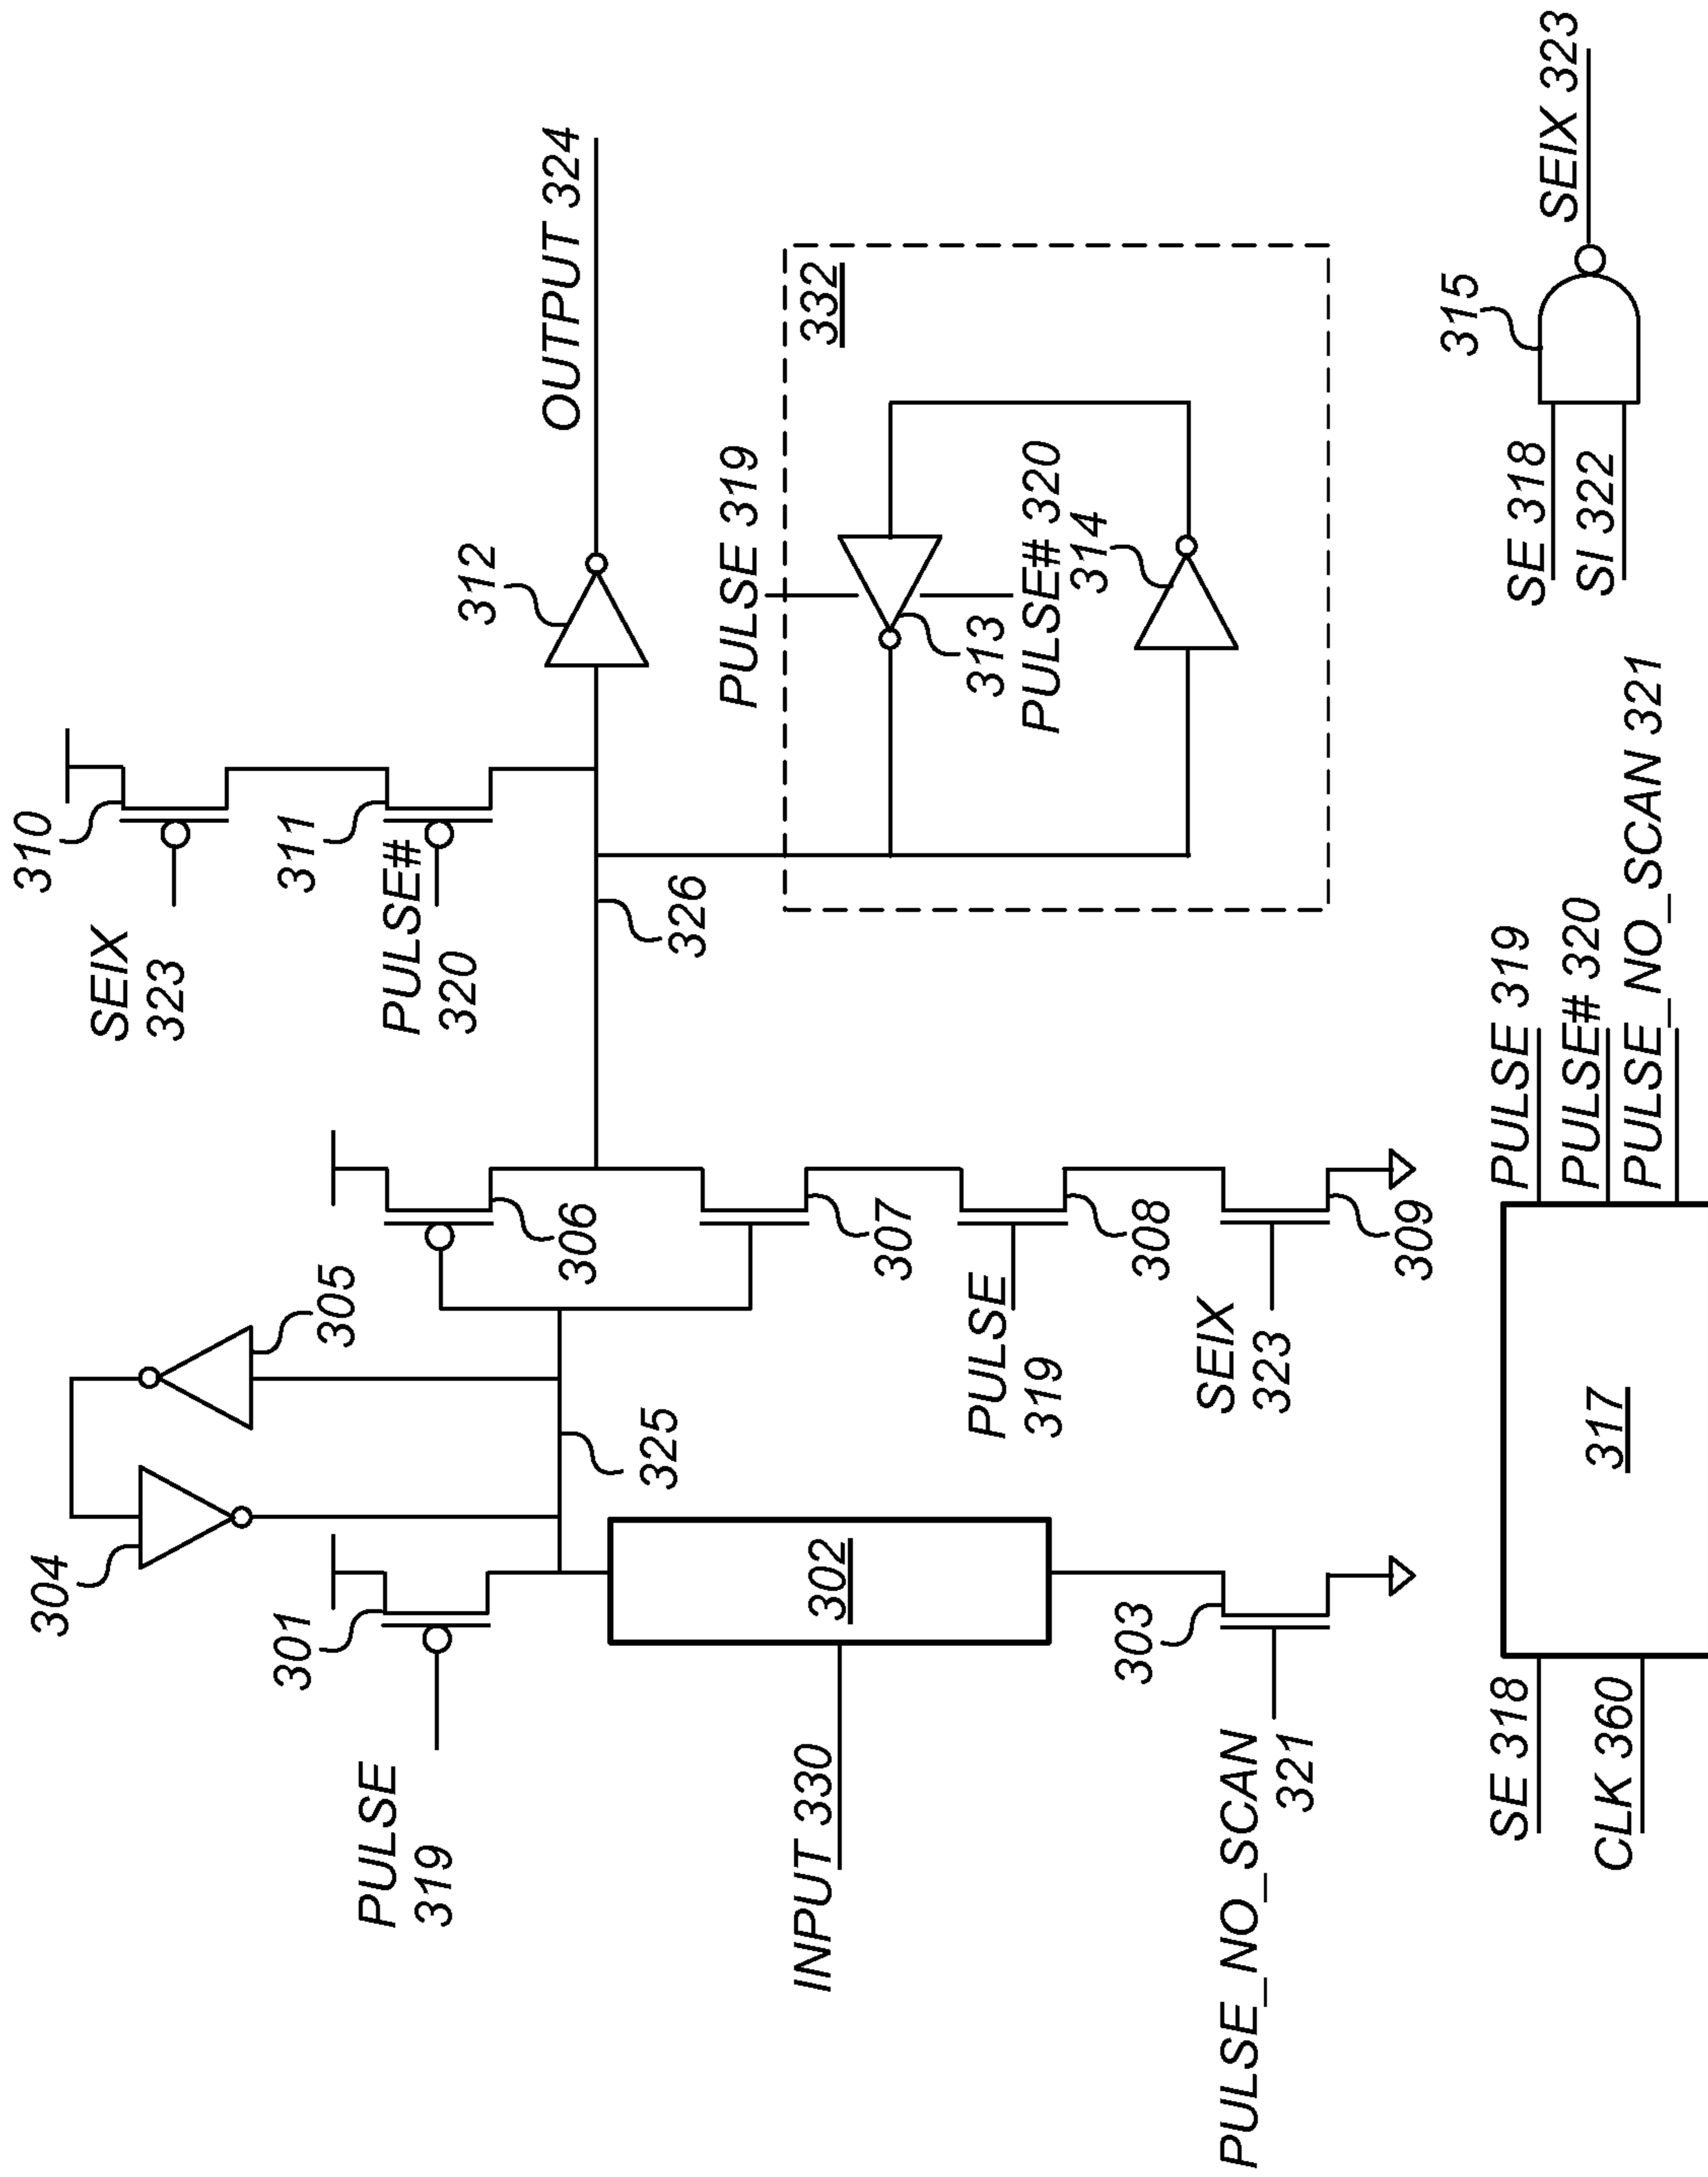 310
SEIX
323
311
PULSE#
320
304
305
301
PULSE
319
306
325
326
312
OUTPUT 324
INPUT 330
302
307
PULSE
319
308
PULSE_NO_SCAN
321
303
SEIX
323
309
PULSE 319
332
313
PULSE# 320
314
SE 318
CLK 360
317
PULSE 319
PULSE# 320
PULSE_NO_SCAN 321
SE 318
SI 322
315
SEIX 323